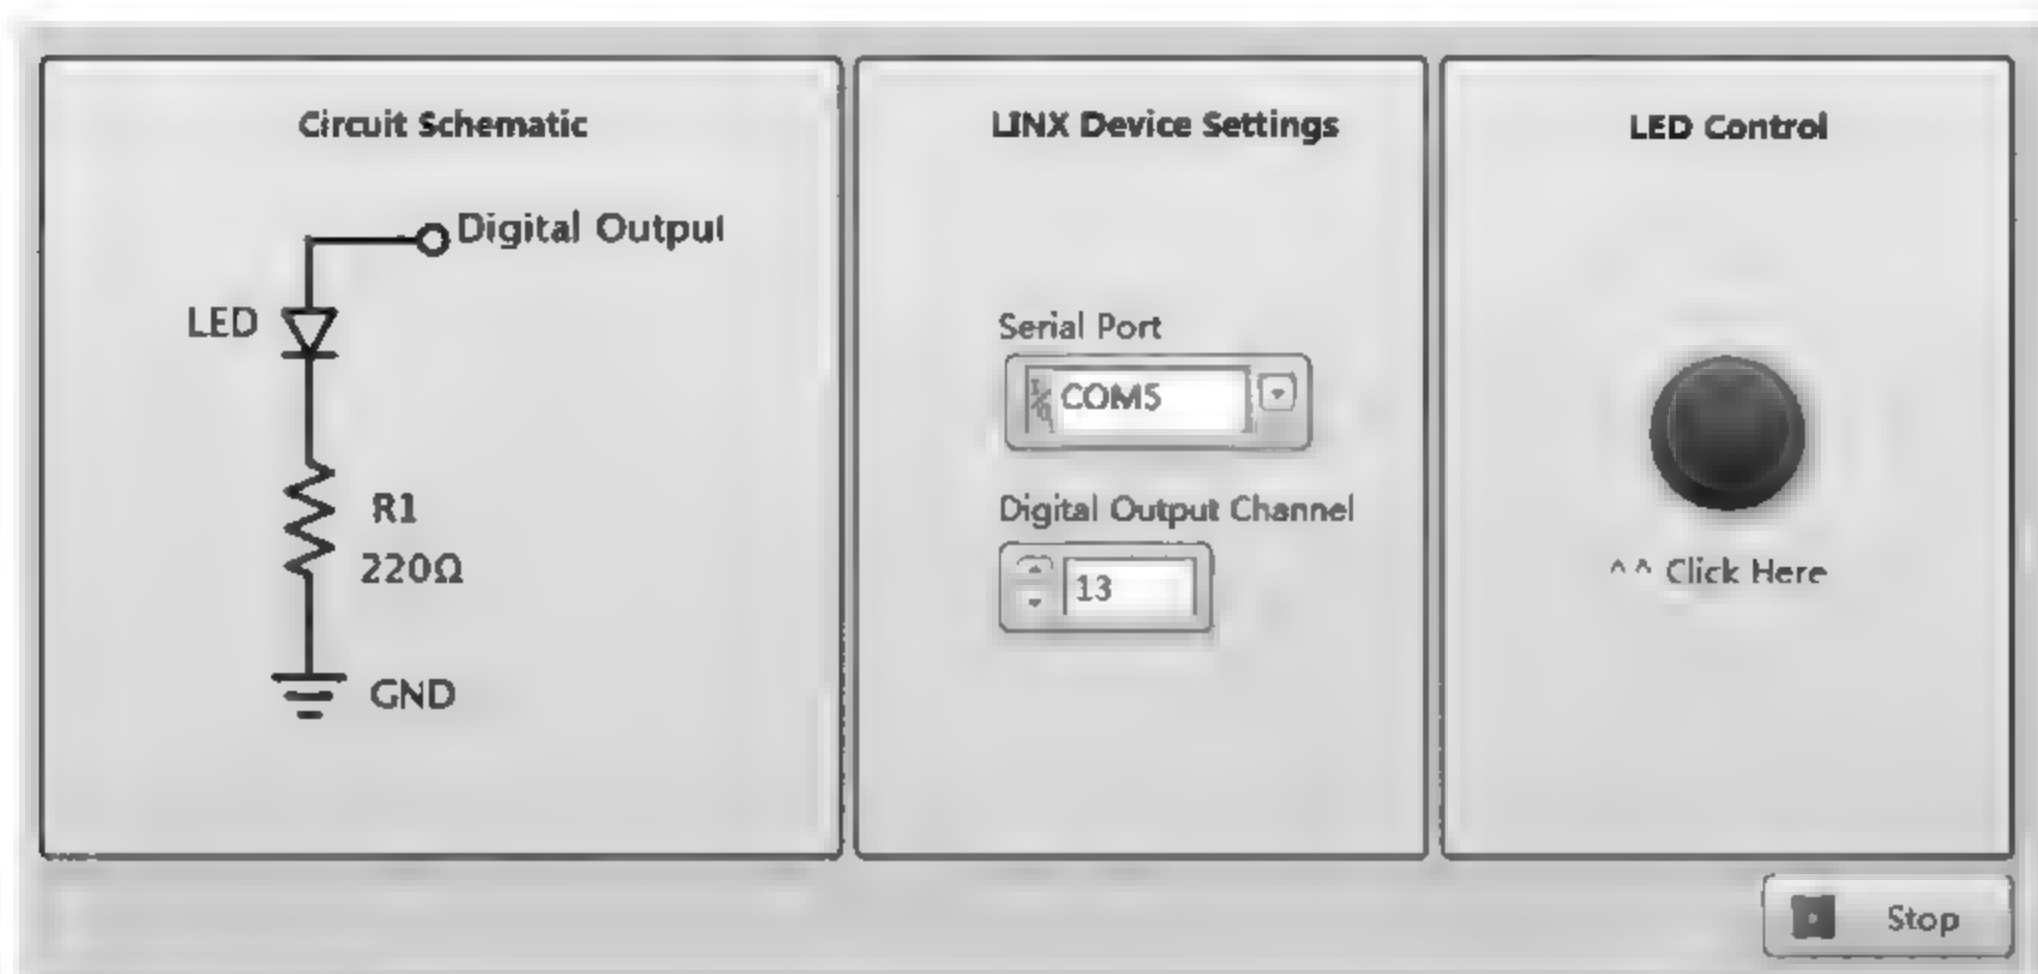 Circuit Schematic
Digital Output
LED
R1
220Ω
GND
LINX Device Settings
Serial Port
I/O COM5
Digital Output Channel
13
LED Control
^^ Click Here
Stop